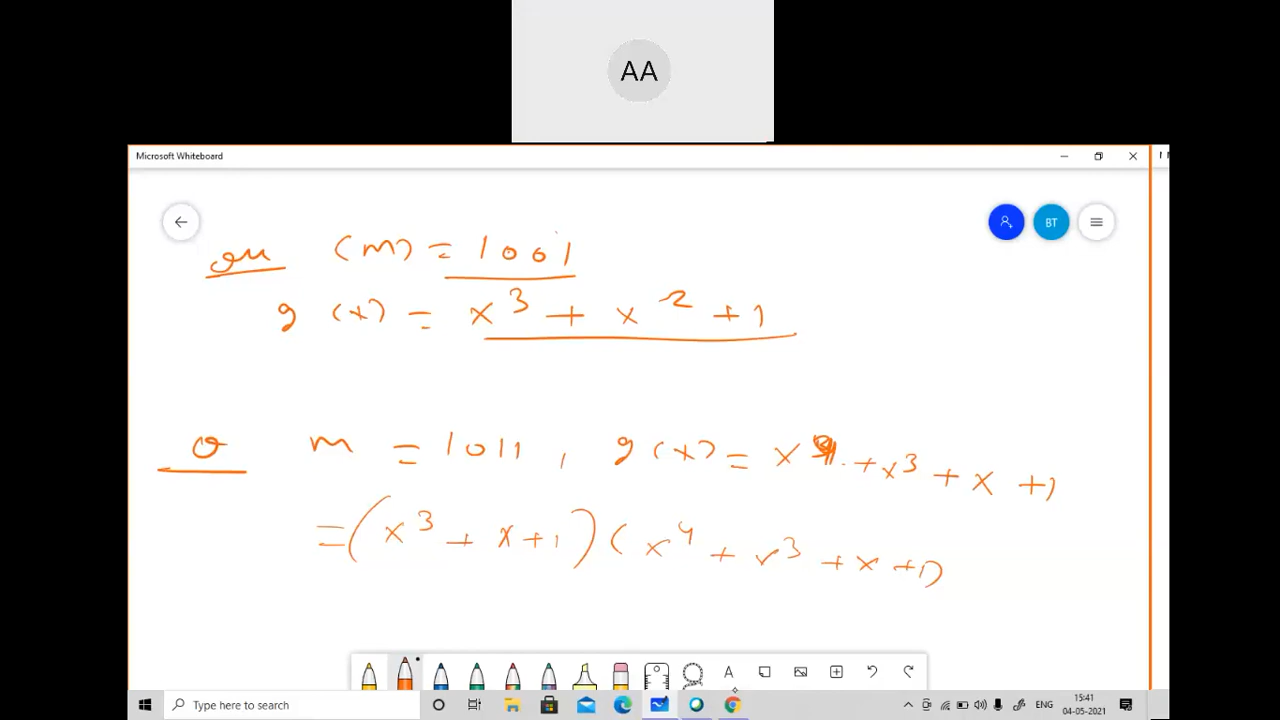 AA
Microsoft Whiteboard
BT
(m) = 1001
g (x) = x³ + x² + 1
m = 1011 , g(x) = x⁴ + x³ + x + 1
= (x³ + x + 1) (x⁴ + x³ + x + 1)
A
Type here to search
ENG
15:41
04-05-2021